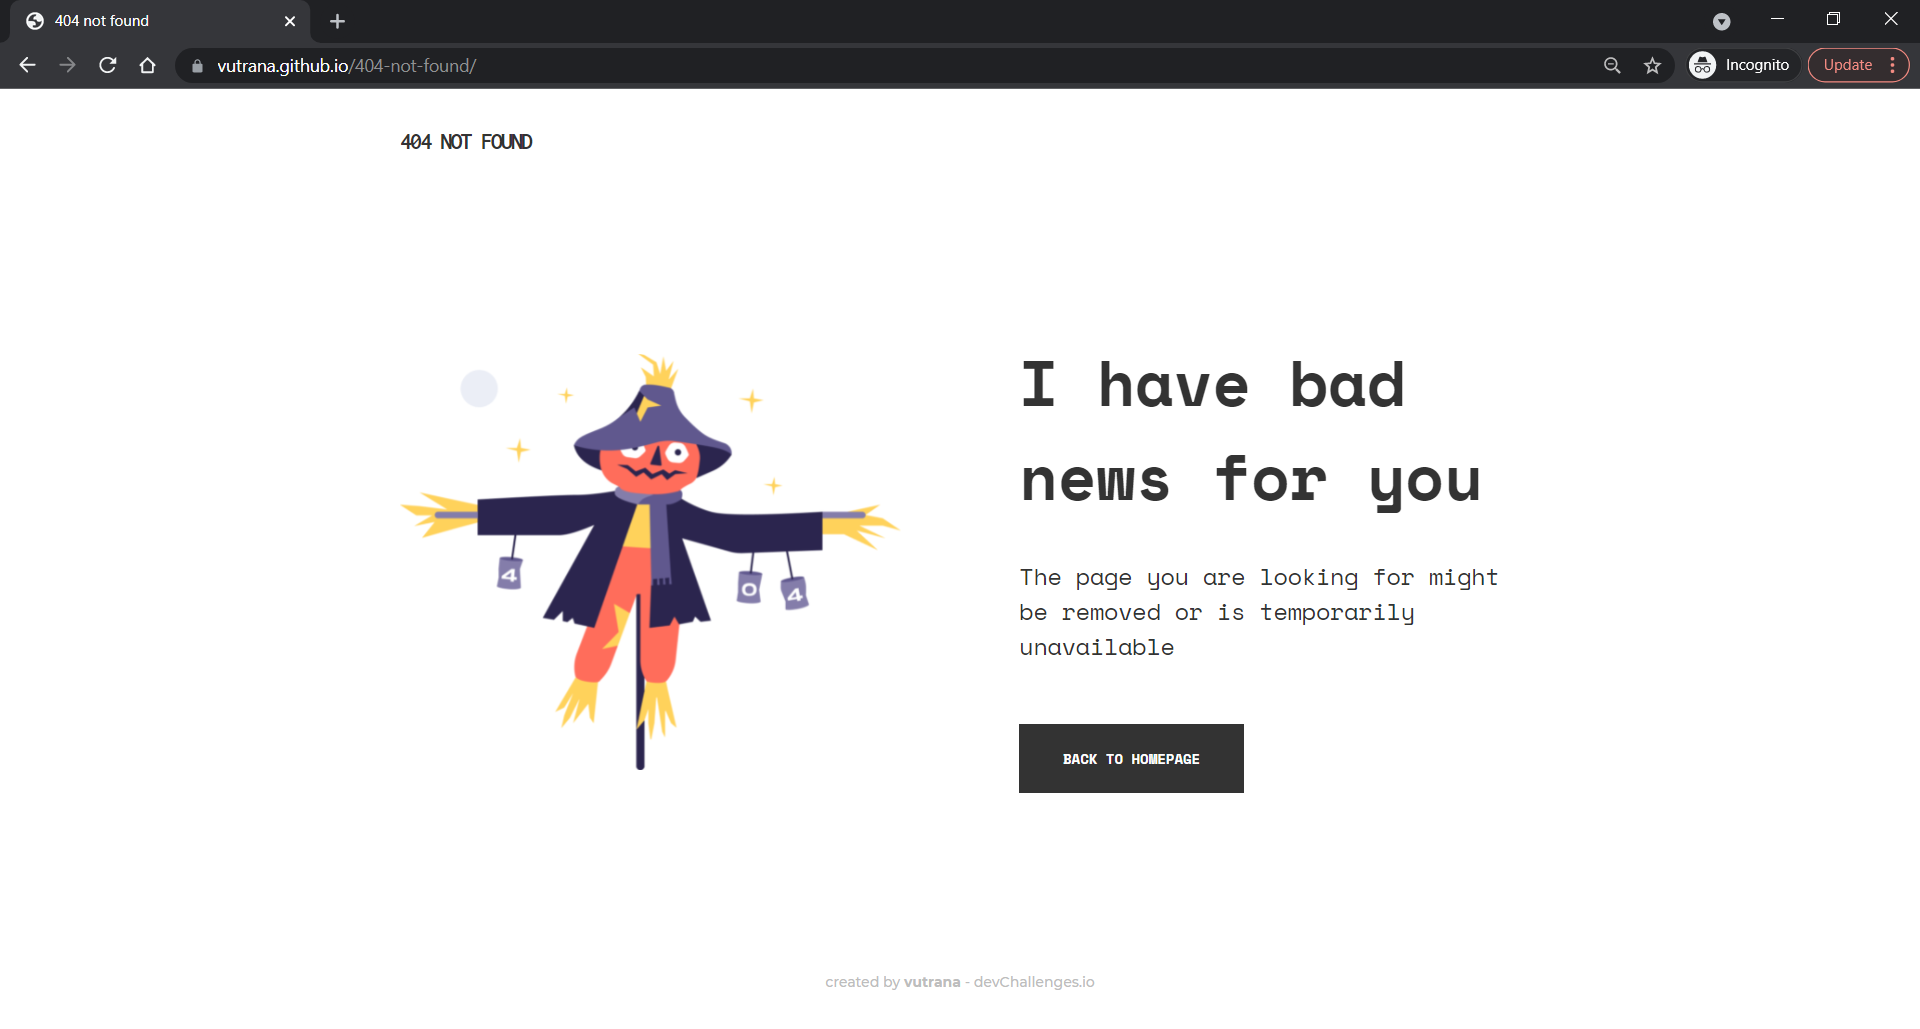 404 not found
vutrana.github.io/404-not-found/
Incognito
Update
404 NOT FOUND
4
0
4
I have bad
news for you
The page you are looking for might
be removed or is temporarily
unavailable
BACK TO HOMEPAGE
created by vutrana - devChallenges.io